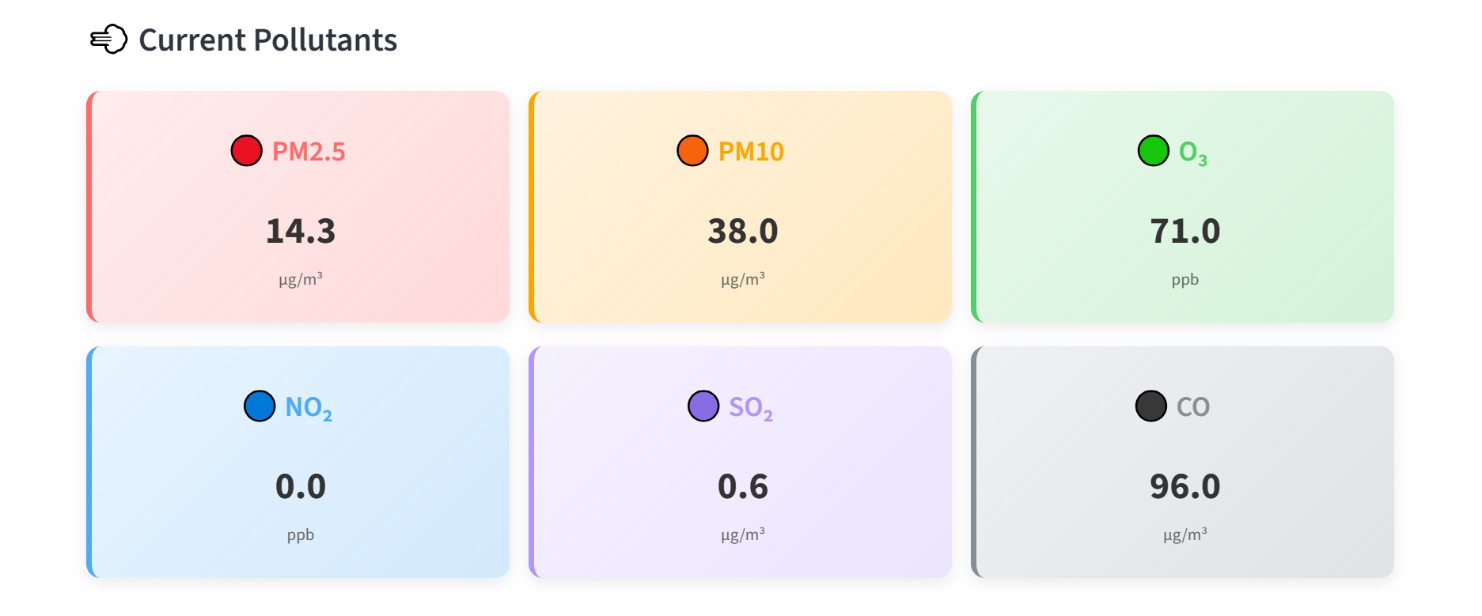 Current Pollutants
PM2.5
14.3
µg/m³
PM10
38.0
µg/m³
O₃
71.0
ppb
NO₂
0.0
ppb
SO₂
0.6
µg/m³
CO
96.0
µg/m³